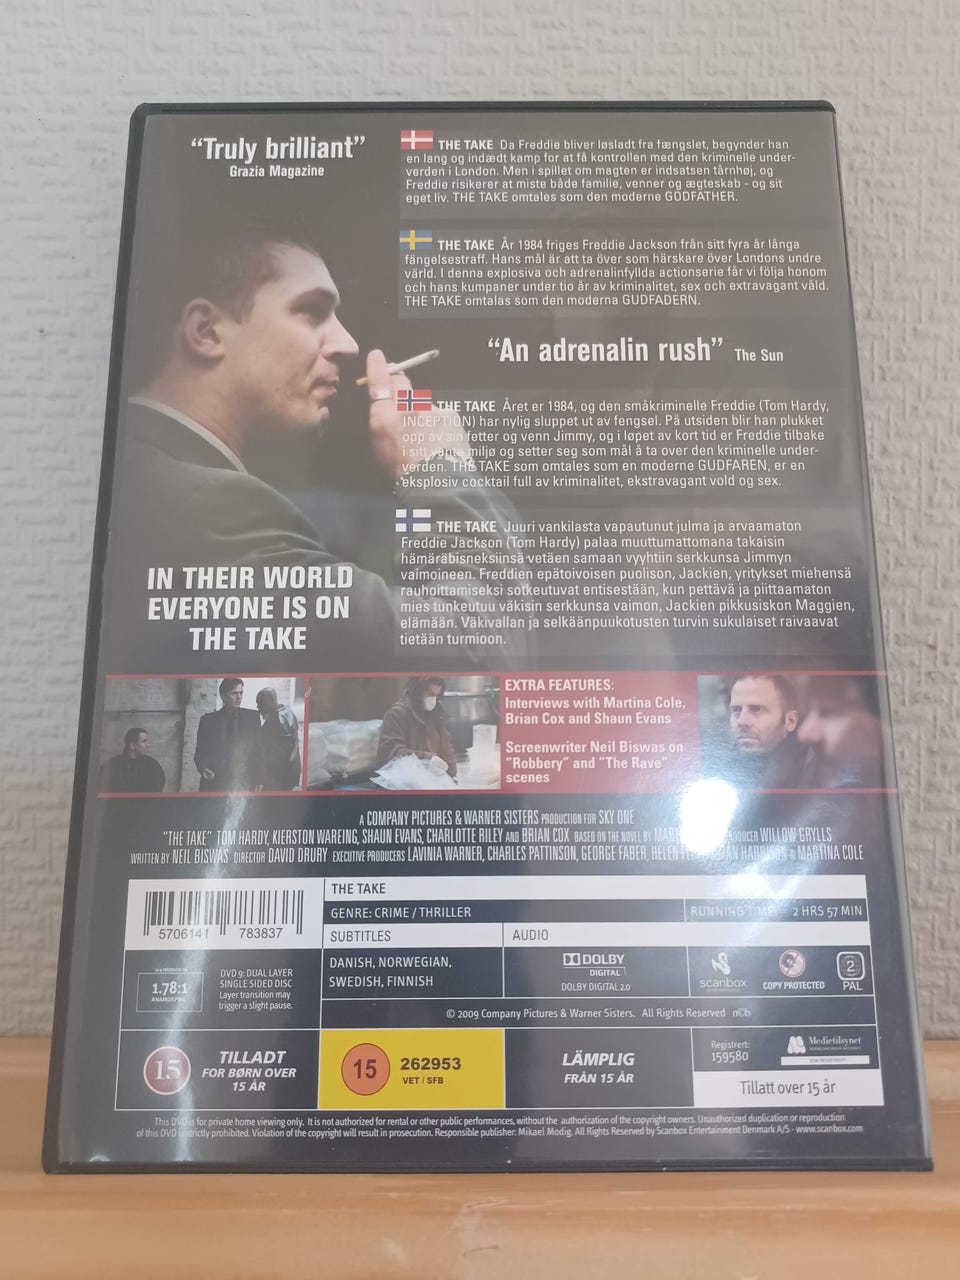 “Truly brilliant”
Grazia Magazine
THE TAKE Da Freddie bliver løsladt fra fængslet, begynder han
en lang og indædt kamp for at få kontrollen med den kriminelle under-
verden i London. Men i spillet om magten er indsatsen tårnhøj, og
Freddie risikerer at miste både familie, venner og ægteskab - og sit
eget liv. THE TAKE omtales som den moderne GODFATHER.
THE TAKE År 1984 friges Freddie Jackson från sitt fyra år långa
fängelsestraff. Hans mål är att ta över som härskare över Londons undre
värld. I denna explosiva och adrenalinfyllda actionserie får vi följa honom
och hans kumpaner under tio år av kriminalitet, sex och extravagant våld.
THE TAKE omtalas som den moderna GUDFADERN.
“An adrenalin rush” The Sun
THE TAKE Året er 1984, og den småkriminelle Freddie (Tom Hardy,
INCEPTION) har nylig sluppet ut av fengsel. På utsiden blir han plukket
opp av sin fetter og venn Jimmy, og i løpet av kort tid er Freddie tilbake
i sitt vante miljø og setter seg som mål å ta over den kriminelle under-
verden. THE TAKE som omtales som en moderne GUDFAREN, er en
eksplosiv cocktail full av kriminalitet, ekstravagant vold og sex.
THE TAKE Juuri vankilasta vapautunut julma ja arvaamaton
Freddie Jackson (Tom Hardy) palaa muuttumattomana takaisin
hämäräbisneksiinsä vetäen samaan vyyhtiin serkkunsa Jimmyn
vaimoineen. Freddien epätoivoisen puolison, Jackien, yritykset miehensä
rauhoittamiseksi sotkeutuvat entisestään, kun pettävä ja piittaamaton
mies tunkeutuu väkisin serkkunsa vaimon, Jackien pikkusiskon Maggien,
elämään. Väkivallan ja selkäänpuukotusten turvin sukulaiset raivaavat
tietään turmioon.
IN THEIR WORLD
EVERYONE IS ON
THE TAKE
EXTRA FEATURES:
Interviews with Martina Cole,
Brian Cox and Shaun Evans
Screenwriter Neil Biswas on
"Robbery" and "The Rave"
scenes
A COMPANY PICTURES & WARNER SISTERS PRODUCTION FOR SKY ONE
"THE TAKE" TOM HARDY, KIERSTON WAREING, SHAUN EVANS, CHARLOTTE RILEY AND BRIAN COX BASED ON THE NOVEL BY WILLOW GRYLLS
WRITTEN BY NEIL BISWAS DIRECTOR DAVID DRURY EXECUTIVE PRODUCERS LAVINIA WARNER, CHARLES PATTINSON, GEORGE FABER, HELEN MARTINA COLE
5706141 783837
THE TAKE
GENRE: CRIME / THRILLER
RUNNING TIME: 2 HRS 57 MIN
SUBTITLES
AUDIO
1.78:1
ANAMORPHIC
DVD 9: DUAL LAYER
SINGLE SIDED DISC
Layer transition may
trigger a slight pause.
DANISH, NORWEGIAN,
SWEDISH, FINNISH
DOLBY
DIGITAL
DOLBY DIGITAL 2.0
scanbox
COPY PROTECTED
2
PAL
© 2009 Company Pictures & Warner Sisters. All Rights Reserved
15
TILLADT
FOR BØRN OVER
15 ÅR
15
262953
VET / SFB
LÄMPLIG
FRÅN 15 ÅR
Registrert:
159580
Medietilsynet
Tillatt over 15 år
This DVD is for private home viewing only. It is not authorized for rental or other public performances, without the authorization of the copyright owners. Unauthorized duplication or reproduction
of this DVD strictly prohibited. Violation of the copyright will result in prosecution. Responsible publisher: Mikael Modig. All Rights Reserved by Scanbox Entertainment Denmark A/S - www.scanbox.com